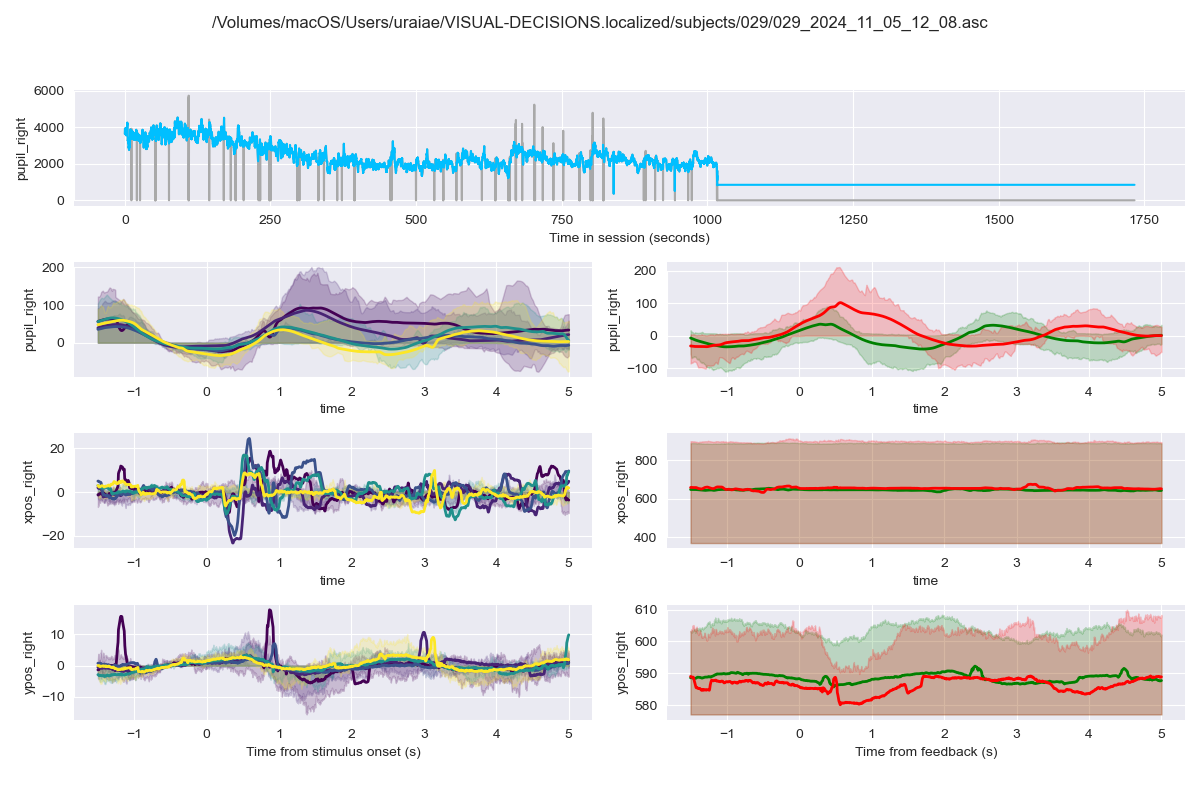 /Volumes/macOS/Users/uraiae/VISUAL-DECISIONS.localized/subjects/029/029_2024_11_05_12_08.asc
pupil_right
6000
4000
2000
0
0 250 500 750 1000 1250 1500 1750
Time in session (seconds)
pupil_right
200
100
0
−1 0 1 2 3 4 5
time
pupil_right
200
100
0
−100
−1 0 1 2 3 4 5
time
xpos_right
20
0
−20
−1 0 1 2 3 4 5
time
xpos_right
800
600
400
−1 0 1 2 3 4 5
time
ypos_right
10
0
−10
−1 0 1 2 3 4 5
Time from stimulus onset (s)
ypos_right
610
600
590
580
−1 0 1 2 3 4 5
Time from feedback (s)